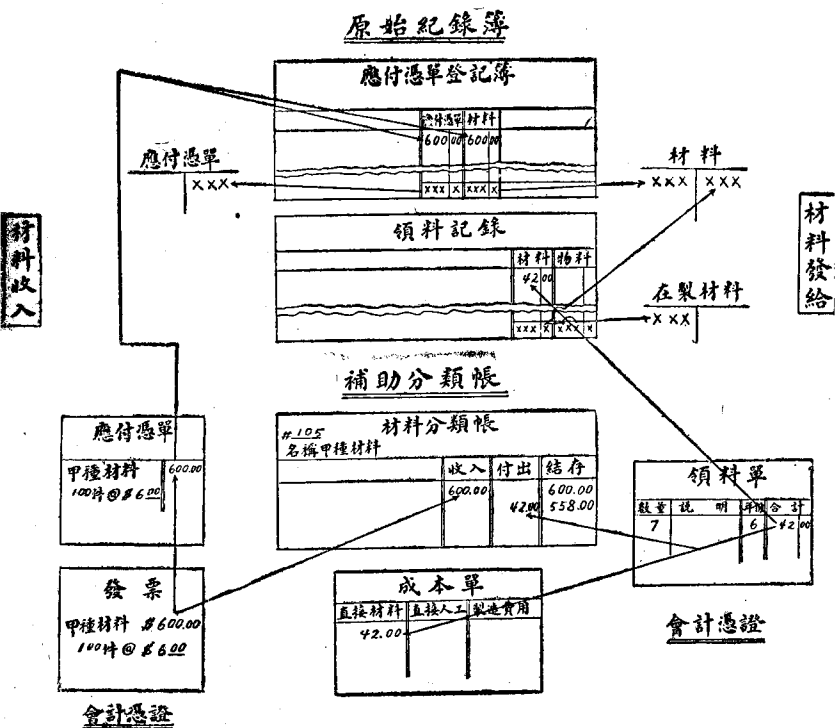 原始紀錄簿
應付憑單登記簿
應付憑單 材料
600 00 600 00
xxx x xxx x
應付憑單
xxx
材料
xxx xxx
材料收入
材料發給
領料記錄
材料 物料
42 00
xxx x xxx x
在製材料
xxx
補助分類帳
材料分類帳
#105
名稱甲種材料
收入 付出 結存
600.00 600.00
42.00 558.00
應付憑單
甲種材料 600.00
100件@$6.00
領料單
數量 說明 單價 合計
7 6 42 00
會計憑證
發票
甲種材料 $600.00
100件@$6.00
會計憑證
成本單
直接材料 直接人工 製造費用
42.00